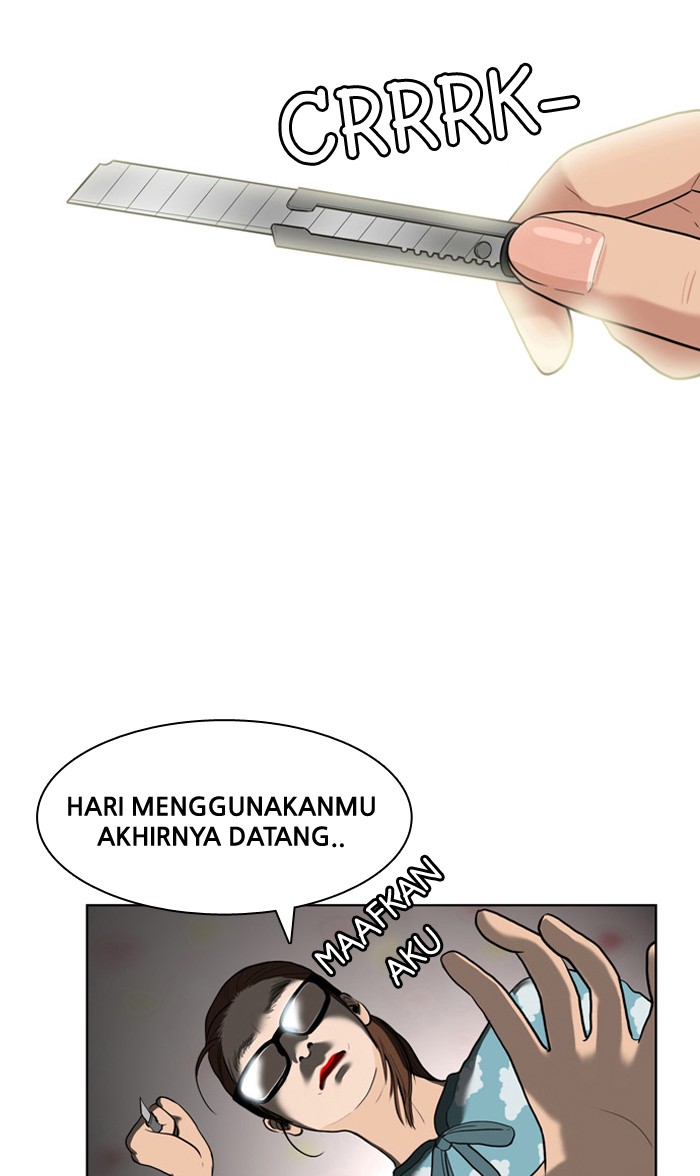 CRRRK-
HARI MENGGUNAKANMU
AKHIRNYA DATANG..
MAAFKAN
AKU